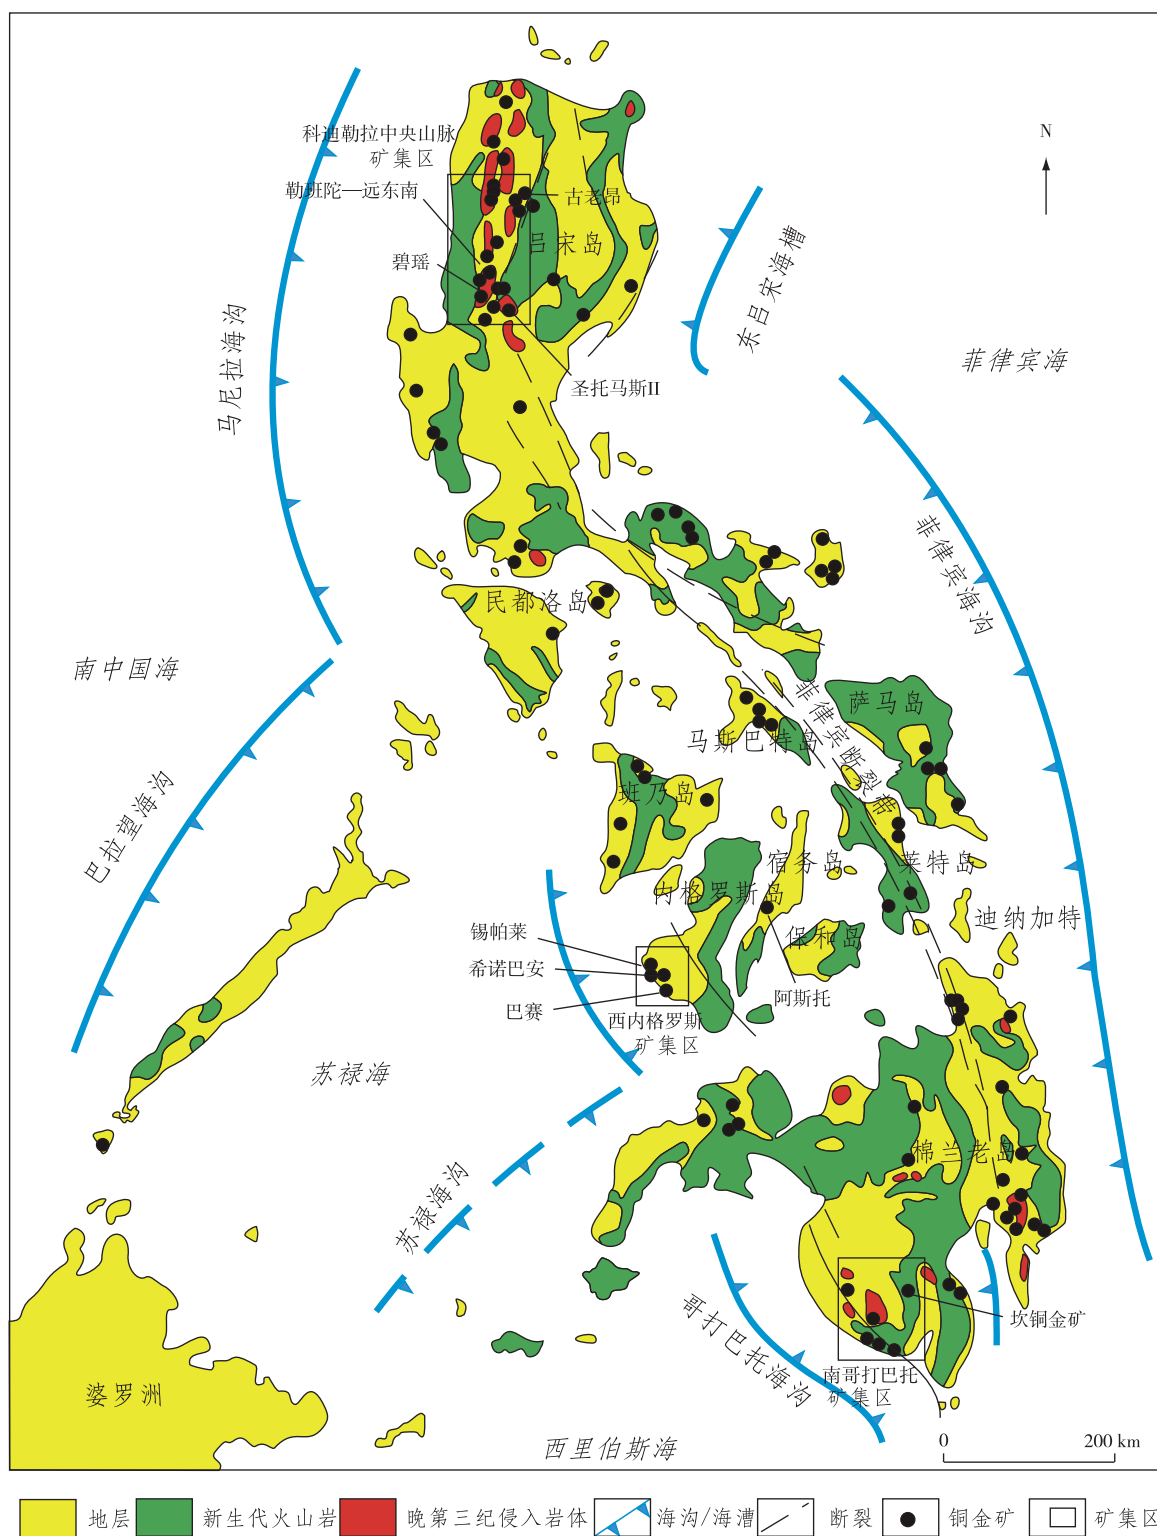 N
科迪勒拉中央山脉
矿集区
勒班陀—远东南
古老昂
吕宋岛
碧瑶
马尼拉海沟
东吕宋海槽
菲律宾海
圣托马斯II
菲律宾海沟
民都洛岛
南中国海
菲律宾断裂带
萨马岛
马斯巴特岛
班乃岛
巴拉望海沟
宿务岛
莱特岛
内格罗斯岛
迪纳加特
锡帕莱
保和岛
希诺巴安
阿斯托
巴赛
西内格罗斯
矿集区
苏禄海
棉兰老岛
苏禄海沟
哥打巴托海沟
坎铜金矿
南哥打巴托
矿集区
婆罗洲
西里伯斯海
0 200 km
地层 新生代火山岩 晚第三纪侵入岩体 海沟/海漕 断裂 铜金矿 矿集区